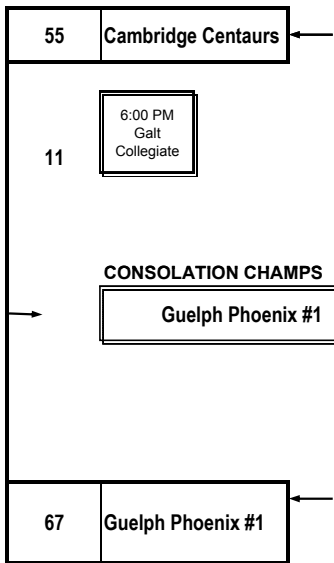 55 Cambridge Centaurs
6:00 PM
Galt
Collegiate
11
CONSOLATION CHAMPS
Guelph Phoenix #1
67 Guelph Phoenix #1